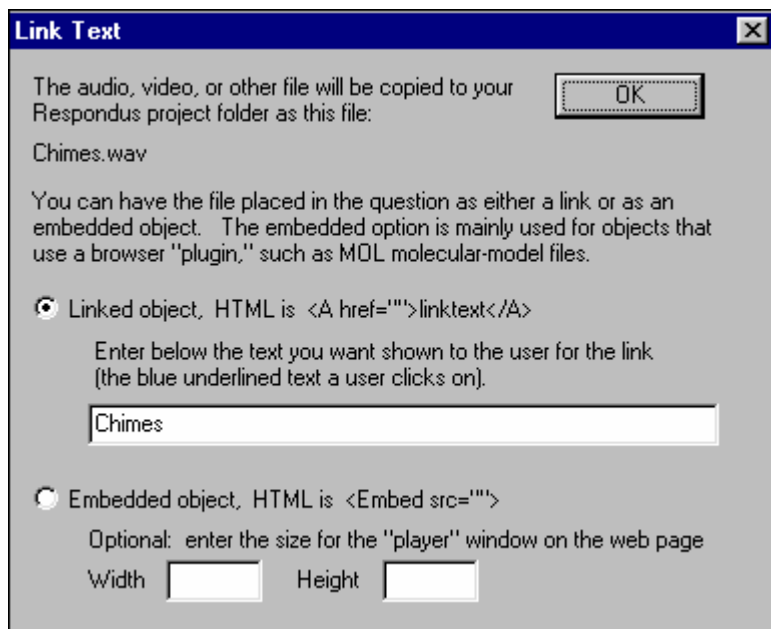 Link Text
The audio, video, or other file will be copied to your
Respondus project folder as this file:
OK
Chimes.wav
You can have the file placed in the question as either a link or as an
embedded object.   The embedded option is mainly used for objects that
use a browser "plugin," such as MOL molecular-model files.
Linked object,  HTML is  <A href="">linktext</A>
Enter below the text you want shown to the user for the link
(the blue underlined text a user clicks on).
Chimes
Embedded object,  HTML is  <Embed src="">
Optional:  enter the size for the "player" window on the web page
Width    Height